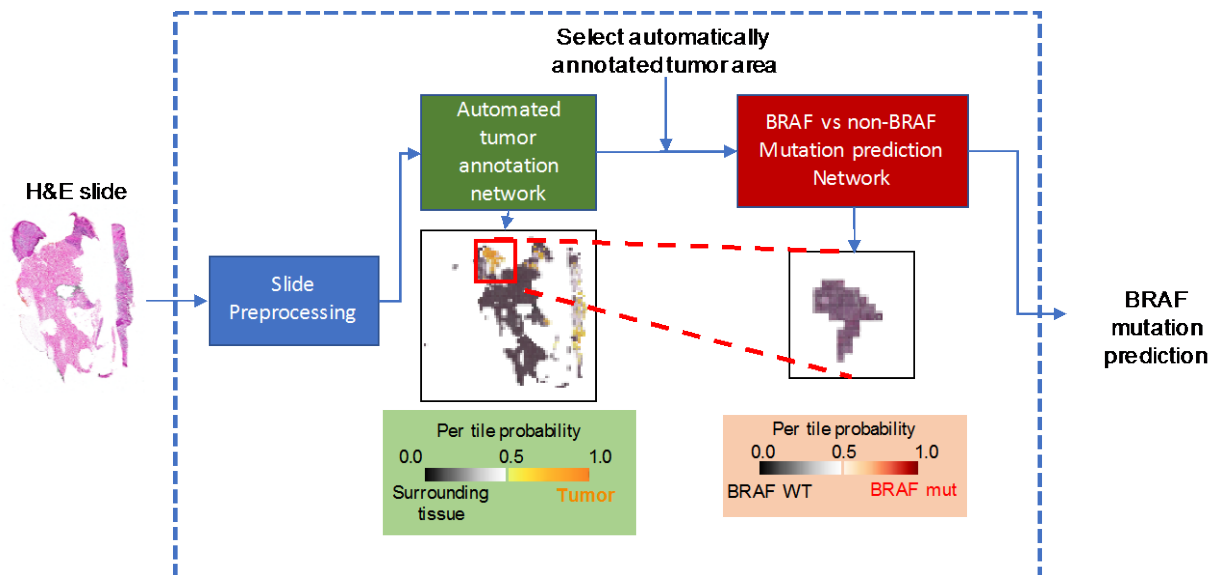 Select automatically
annotated tumor area
Automated
tumor
annotation
network
BRAF vs non-BRAF
Mutation prediction
Network
H&E slide
Slide
Preprocessing
BRAF
mutation
prediction
Per tile probability
0.0 0.5 1.0
Surrounding
tissue
Tumor
Per tile probability
0.0 0.5 1.0
BRAF WT BRAF mut